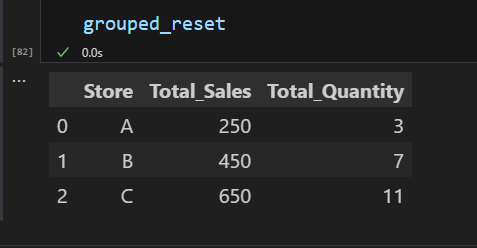 grouped_reset
[82] 0.0s
...
Store Total_Sales Total_Quantity
0 A 250 3
1 B 450 7
2 C 650 11